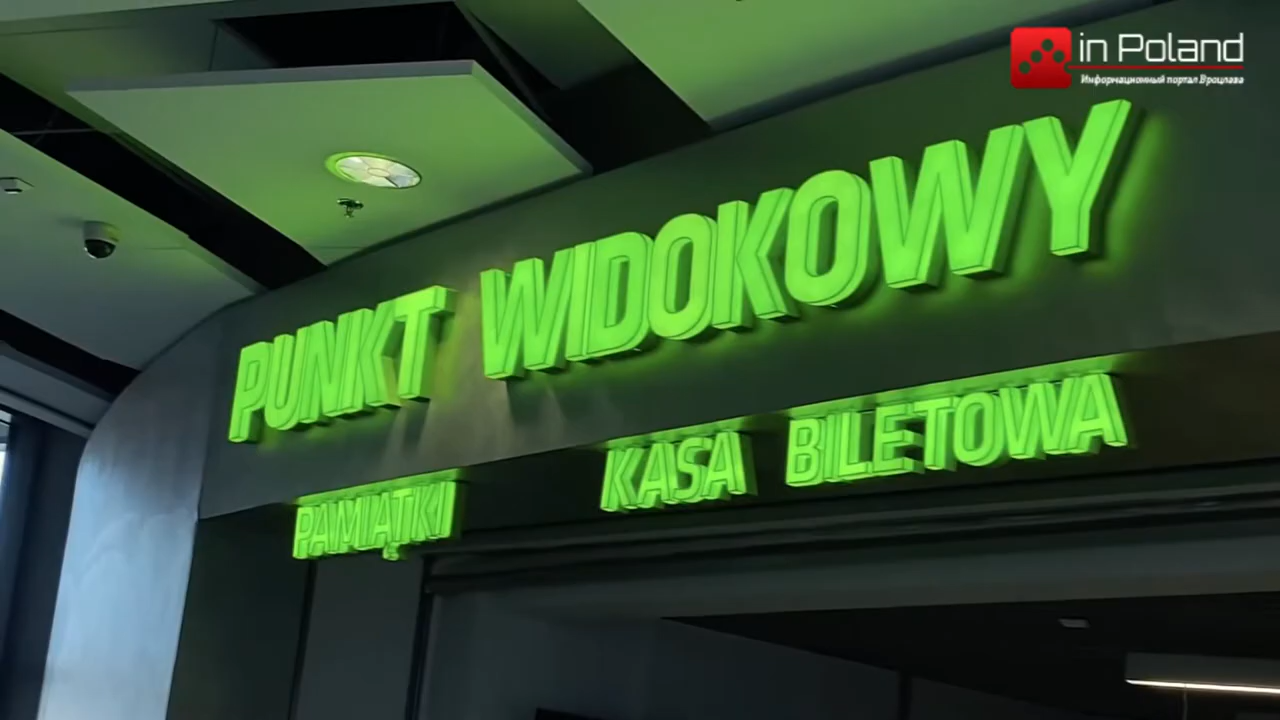 in Poland
Информационный портал Вроцлава
PUNKT WIDOKOWY
KASA BILETOWA
PAMIĄTKI